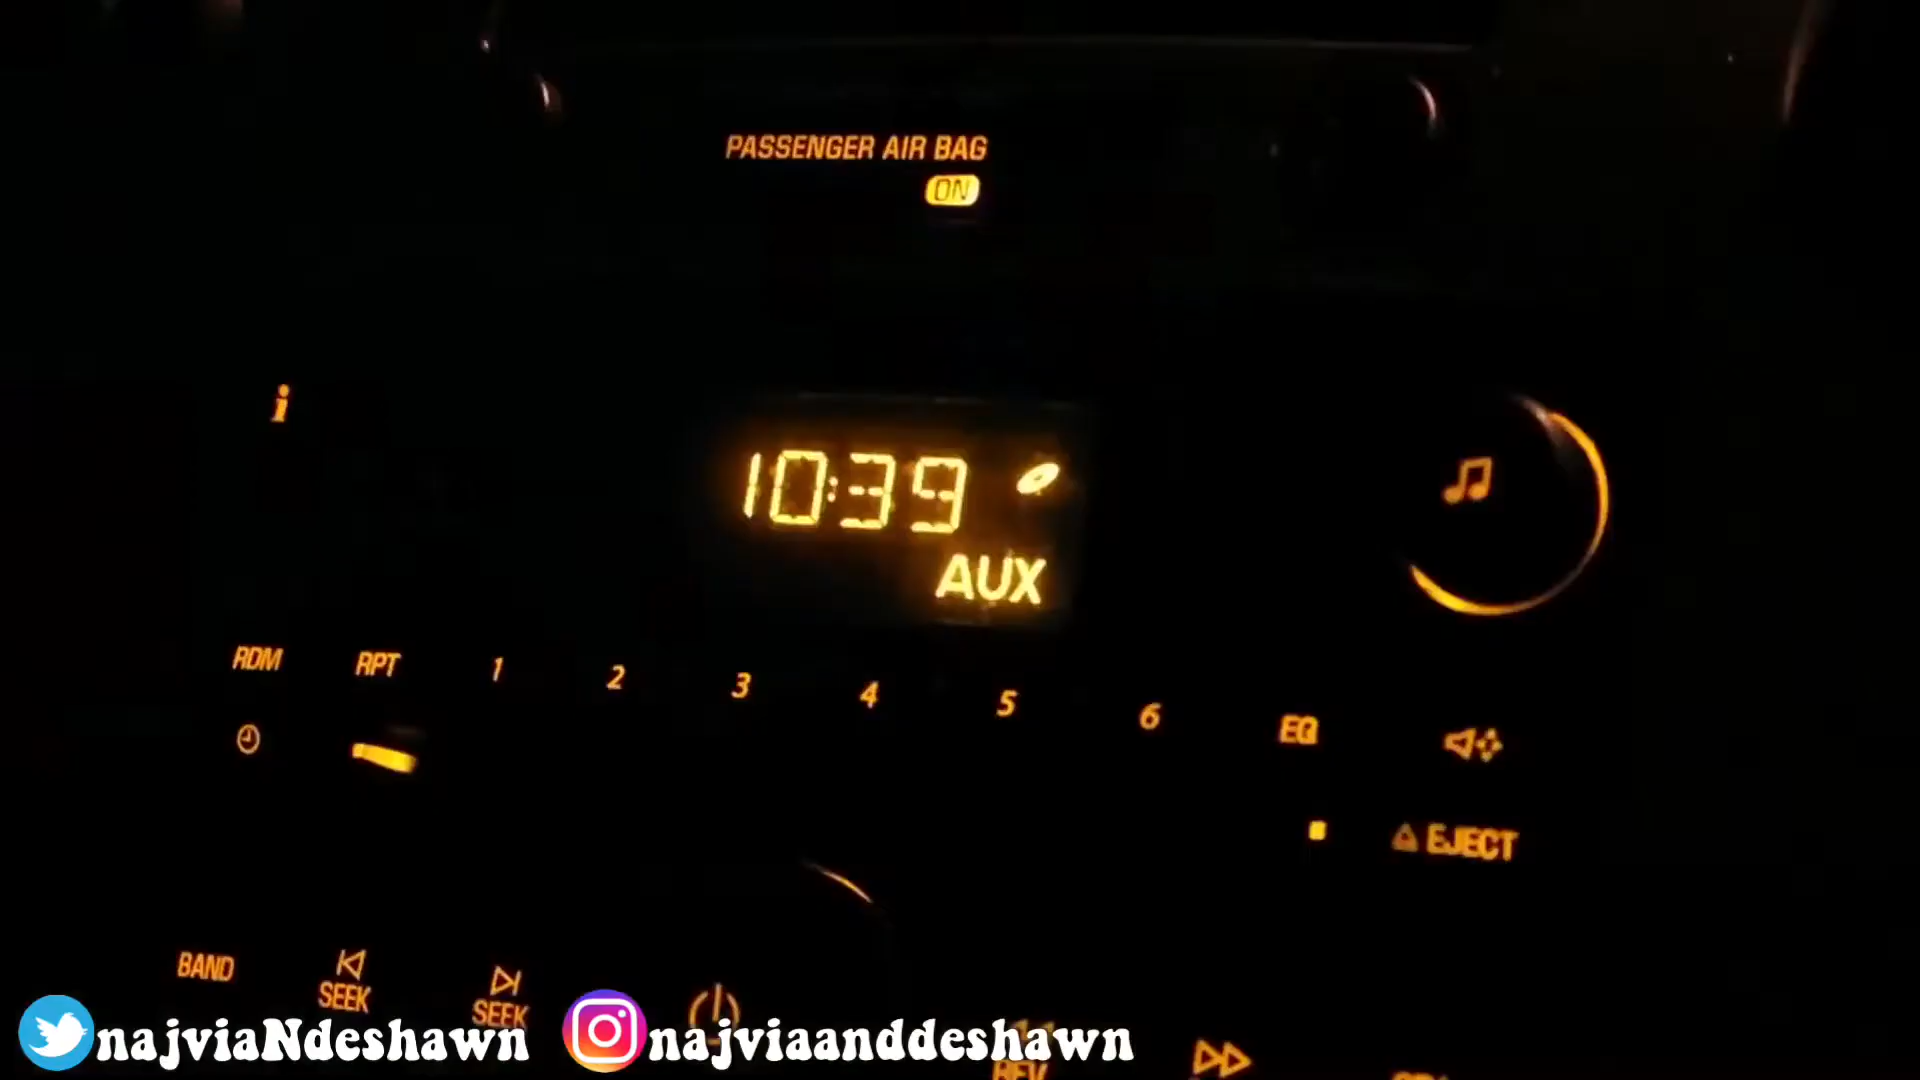 PASSENGER AIR BAG
ON
i
10:39
AUX
RDM RPT 1 2 3 4 5 6 EQ
EJECT
BAND
SEEK
SEEK
najviaNdeshawn najviaanddeshawn
REV